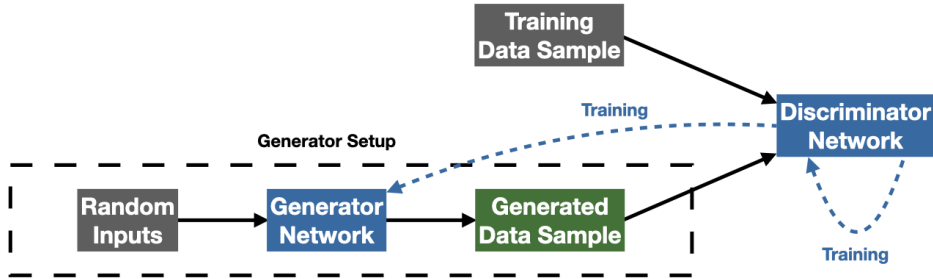 Training
Data Sample
Training
Discriminator
Network
Generator Setup
Random
Inputs
Generator
Network
Generated
Data Sample
Training